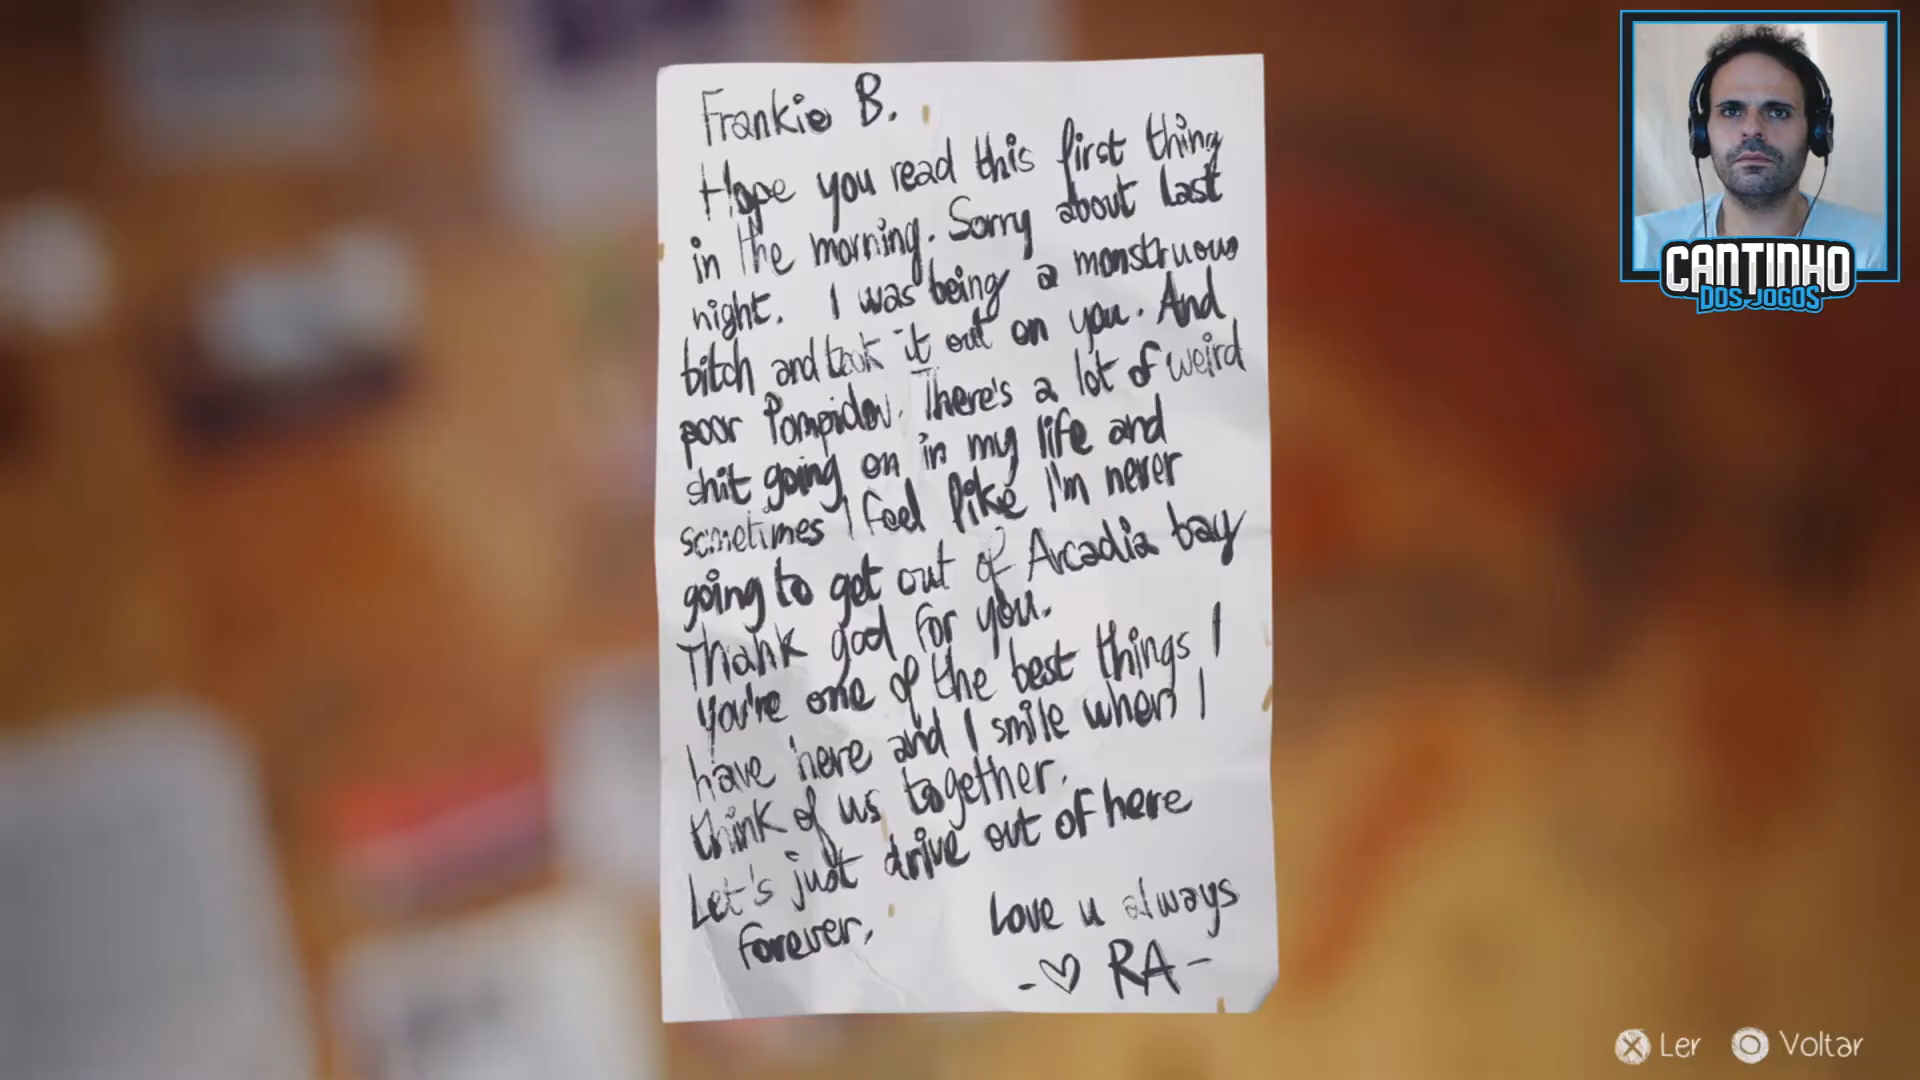 Frankie B.
Hope you read this first thing
in the morning. Sorry about last
night. I was being a monstruous
bitch and took it out on you. And
poor Pompidou. There's a lot of weird
shit going on in my life and
sometimes I feel like I'm never
going to get out of Arcadia bay
Thank god for you.
You're one of the best things I
have here and I smile when I
think of us together.
Let's just drive out of here
forever.
Love u always
-♡ RA-
CANTINHO
DOS JOGOS
Ler
Voltar